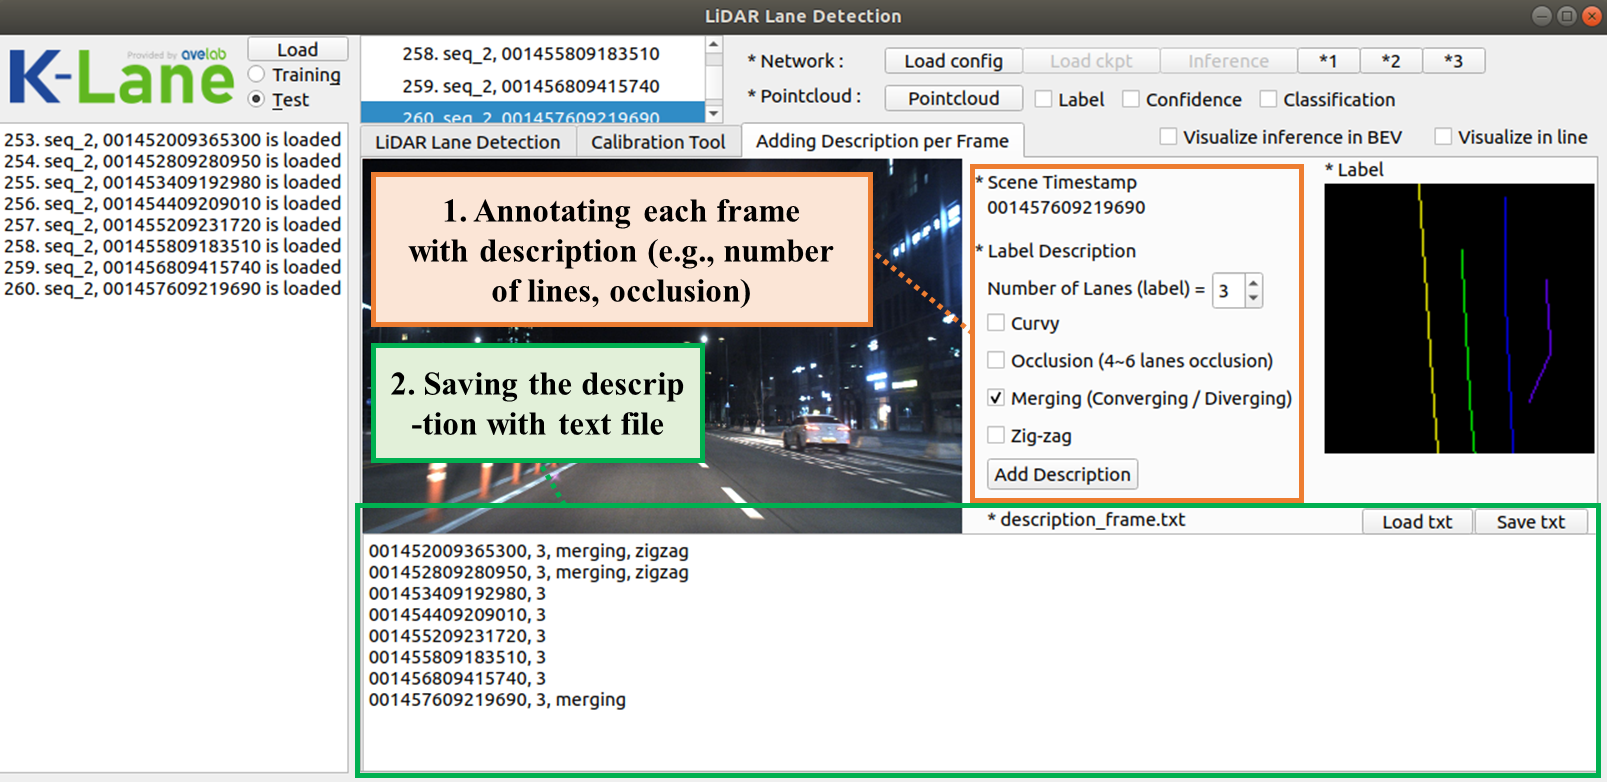 LiDAR Lane Detection
Provided by avelab
K-Lane
Load
Training
Test
258. seq_2, 001455809183510
259. seq_2, 001456809415740
260. seq_2, 001457609219690
* Network :
Load config
Load ckpt
Inference
*1
*2
*3
* Pointcloud :
Pointcloud
Label
Confidence
Classification
LiDAR Lane Detection
Calibration Tool
Adding Description per Frame
Visualize inference in BEV
Visualize in line
253. seq_2, 001452009365300 is loaded
254. seq_2, 001452809280950 is loaded
255. seq_2, 001453409192980 is loaded
256. seq_2, 001454409209010 is loaded
257. seq_2, 001455209231720 is loaded
258. seq_2, 001455809183510 is loaded
259. seq_2, 001456809415740 is loaded
260. seq_2, 001457609219690 is loaded
1. Annotating each frame
with description (e.g., number
of lines, occlusion)
2. Saving the descrip
-tion with text file
* Scene Timestamp
001457609219690
* Label Description
Number of Lanes (label) = 3
Curvy
Occlusion (4~6 lanes occlusion)
Merging (Converging / Diverging)
Zig-zag
Add Description
* Label
* description_frame.txt
Load txt
Save txt
001452009365300, 3, merging, zigzag
001452809280950, 3, merging, zigzag
001453409192980, 3
001454409209010, 3
001455209231720, 3
001455809183510, 3
001456809415740, 3
001457609219690, 3, merging